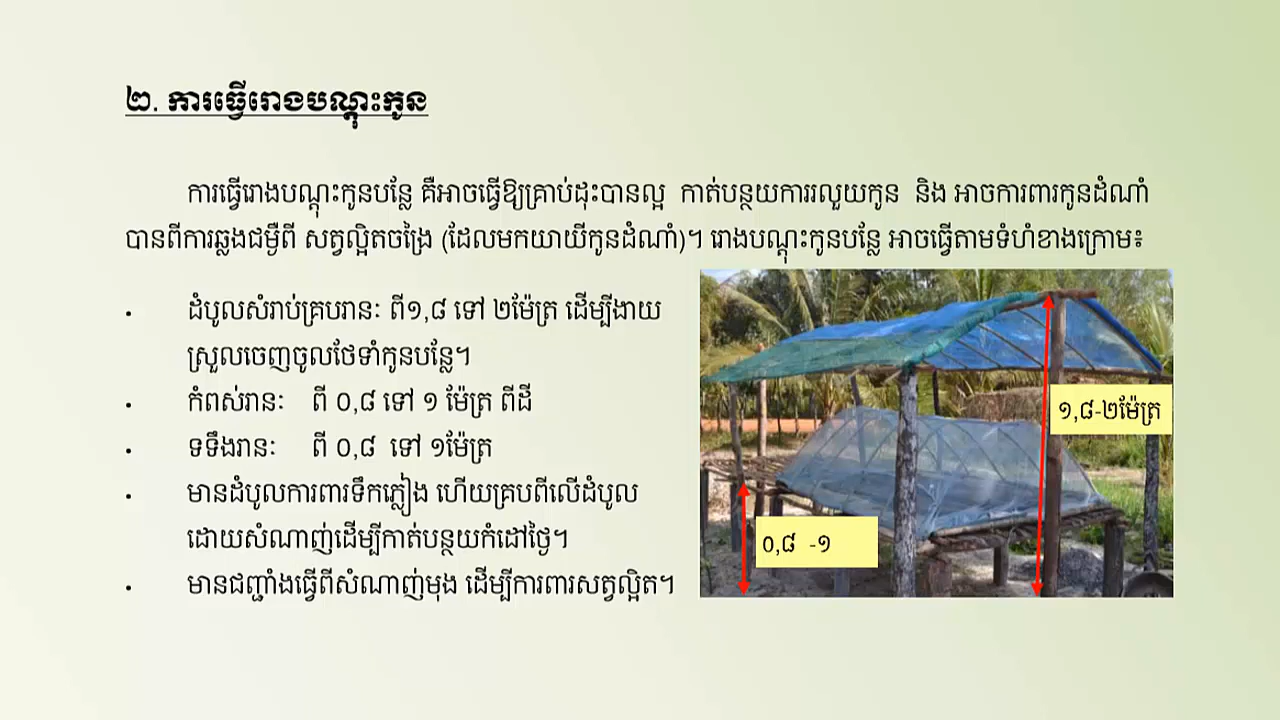 ២. ការធ្វើរោងបណ្តុះកូន
ការធ្វើរោងបណ្តុះកូនបន្លែ គឺអាចធ្វើឱ្យគ្រាប់ដុះបានល្អ កាត់បន្ថយការរលួយកូន និង អាចការពារកូនដំណាំ
បានពីការឆ្លងជម្ងឺពី សត្វល្អិតចង្រៃ (ដែលមកយាយីកូនដំណាំ)។ រោងបណ្តុះកូនបន្លែ អាចធ្វើតាមទំហំខាងក្រោម៖
• ដំបូលសំរាប់គ្របរានៈ ពី១,៨ ទៅ ២ម៉ែត្រ ដើម្បីងាយ
ស្រួលចេញចូលថែទាំកូនបន្លែ។
• កំពស់រានៈ ពី ០,៨ ទៅ ១ ម៉ែត្រ ពីដី
• ទទឹងរានៈ ពី ០,៨ ទៅ ១ម៉ែត្រ
• មានដំបូលការពារទឹកភ្លៀង ហើយគ្របពីលើដំបូល
ដោយសំណាញ់ដើម្បីកាត់បន្ថយកំដៅថ្ងៃ។
• មានជញ្ជាំងធ្វើពីសំណាញ់មុង ដើម្បីការពារសត្វល្អិត។
១,៨-២ម៉ែត្រ
០,៨ -១